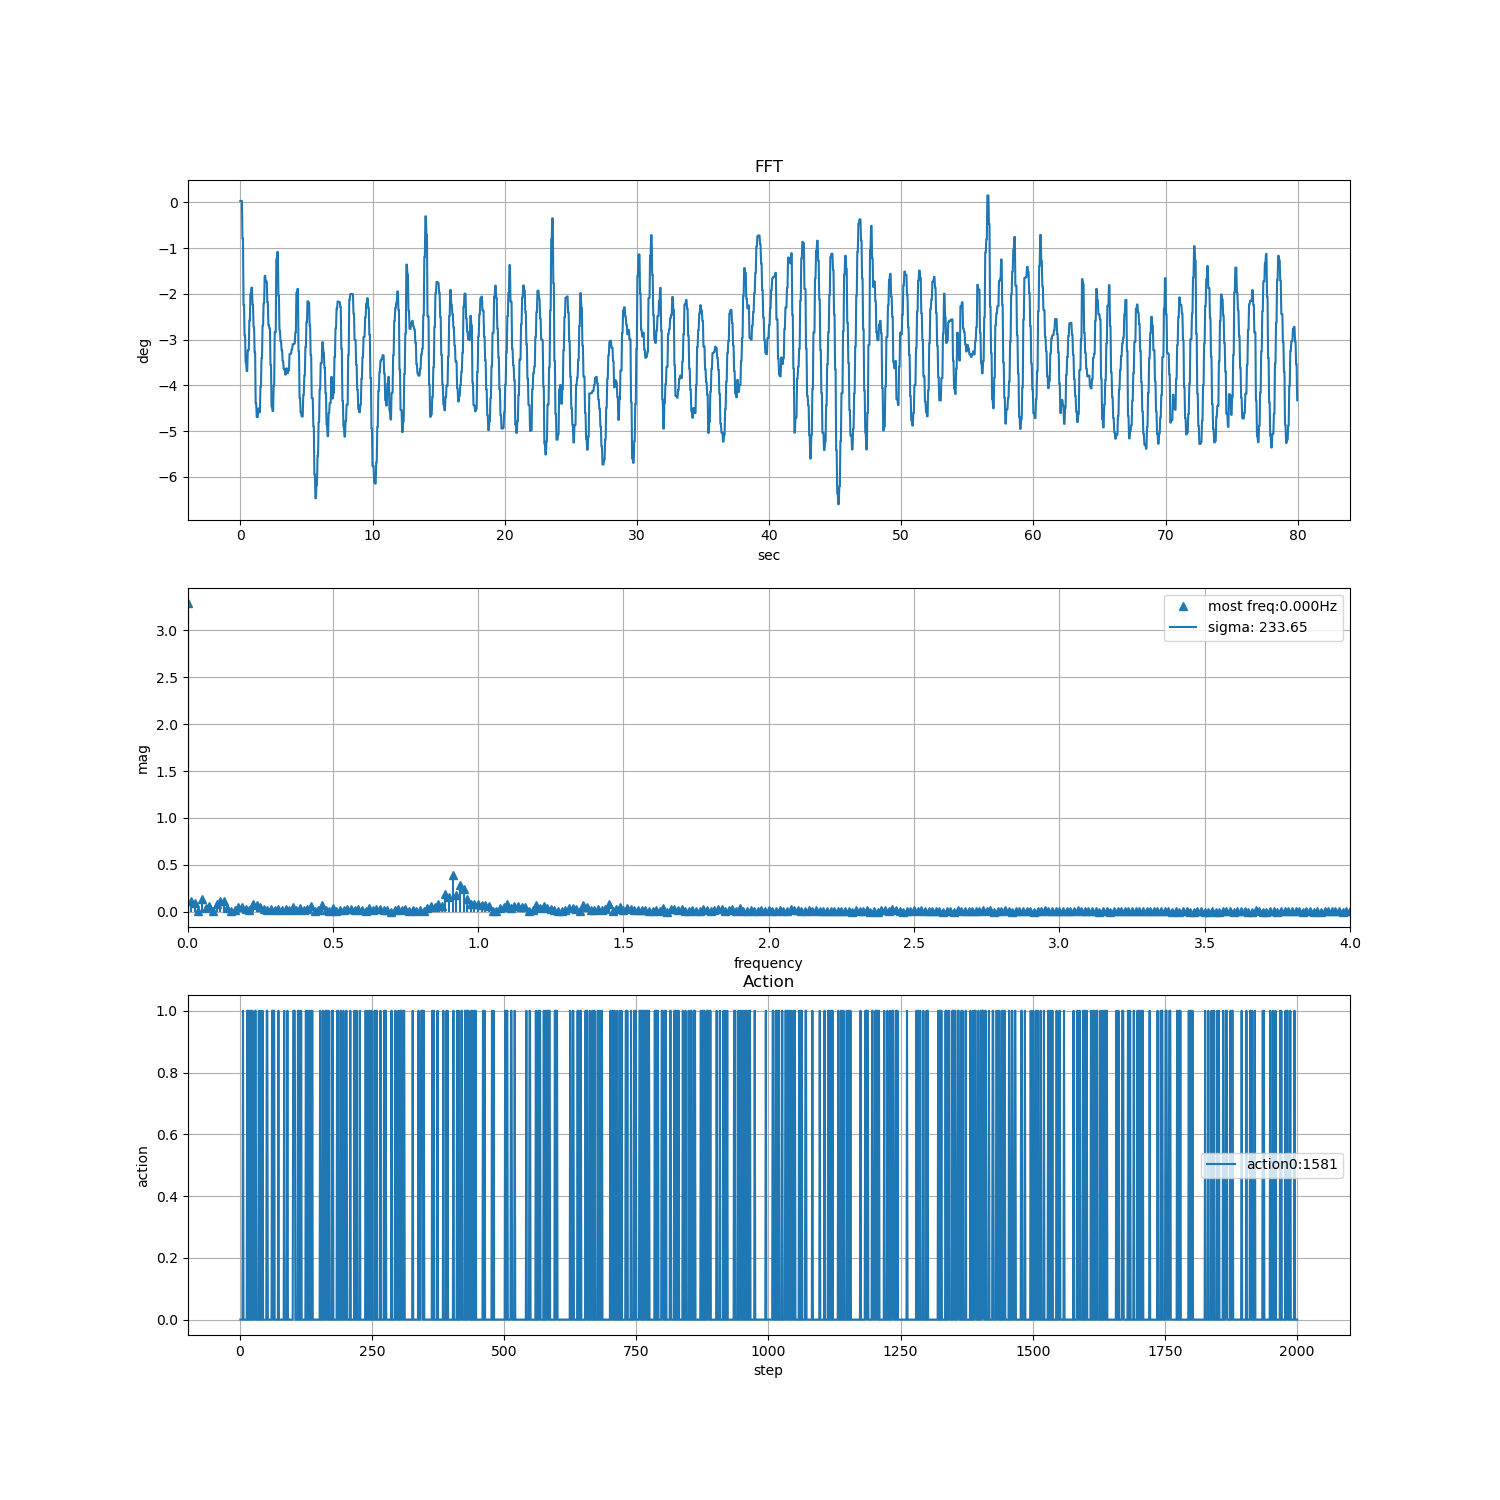 FFT
0
−1
−2
−3
−4
−5
−6
deg
0 10 20 30 40 50 60 70 80
sec
most freq:0.000Hz
sigma: 233.65
3.0
2.5
2.0
1.5
1.0
0.5
0.0
mag
0.0 0.5 1.0 1.5 2.0 2.5 3.0 3.5 4.0
frequency
Action
1.0
0.8
0.6
0.4
0.2
0.0
action
action0:1581
0 250 500 750 1000 1250 1500 1750 2000
step